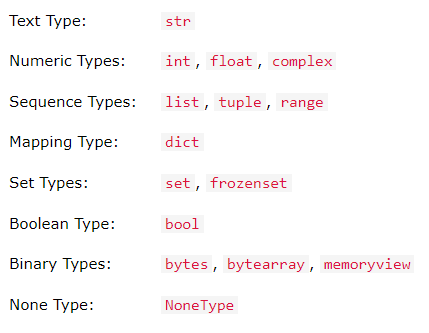 Text Type: str
Numeric Types: int, float, complex
Sequence Types: list, tuple, range
Mapping Type: dict
Set Types: set, frozenset
Boolean Type: bool
Binary Types: bytes, bytearray, memoryview
None Type: NoneType